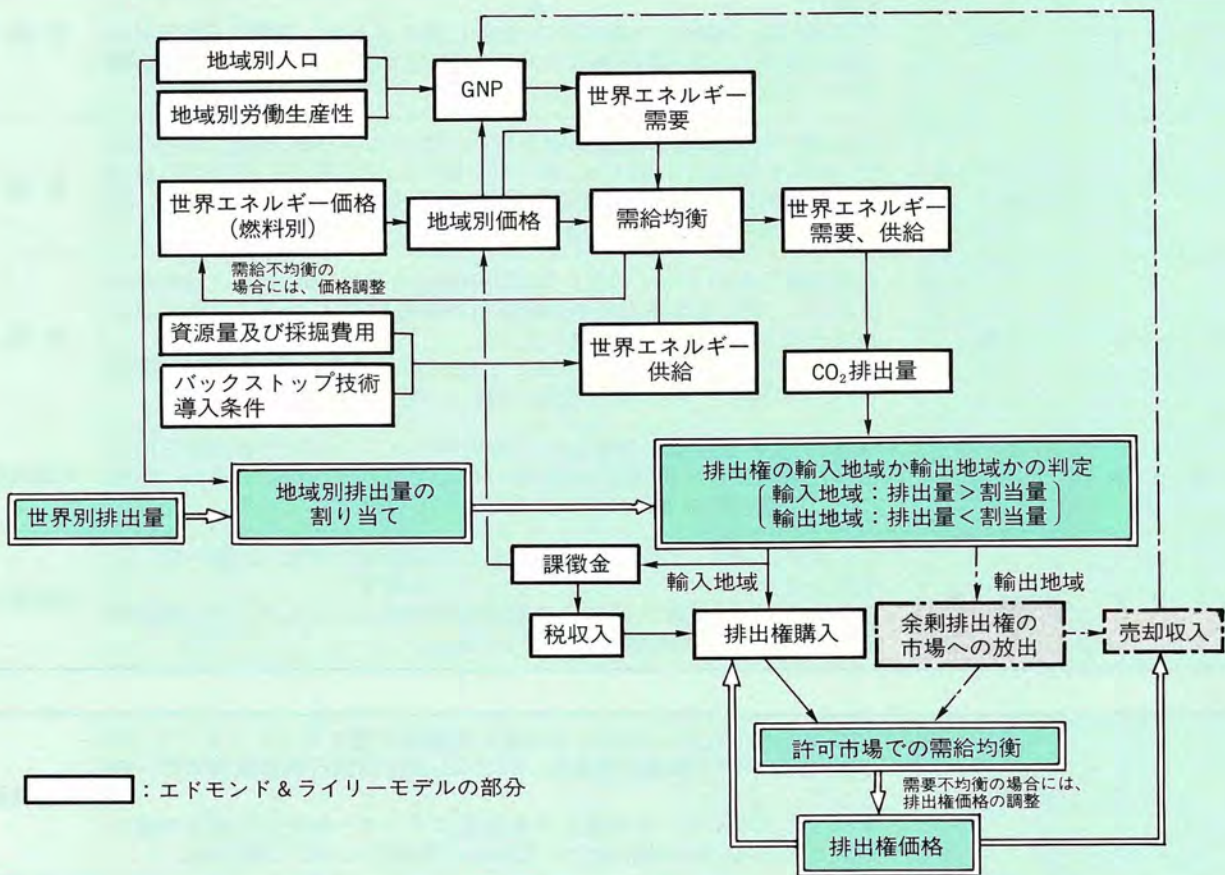 地域別人口
地域別労働生産性
GNP
世界エネルギー
需要
世界エネルギー価格
(燃料別)
地域別価格
需給均衡
世界エネルギー
需要、供給
需給不均衡の
場合には、価格調整
資源量及び採掘費用
バックストップ技術
導入条件
世界エネルギー
供給
CO₂排出量
世界別排出量
地域別排出量の
割り当て
排出権の輸入地域か輸出地域かの判定
輸入地域:排出量>割当量
輸出地域:排出量<割当量
課徴金
輸入地域
輸出地域
税収入
排出権購入
余剰排出権の
市場への放出
売却収入
許可市場での需給均衡
需要不均衡の場合には、
排出権価格の調整
排出権価格
:エドモンド&ライリーモデルの部分